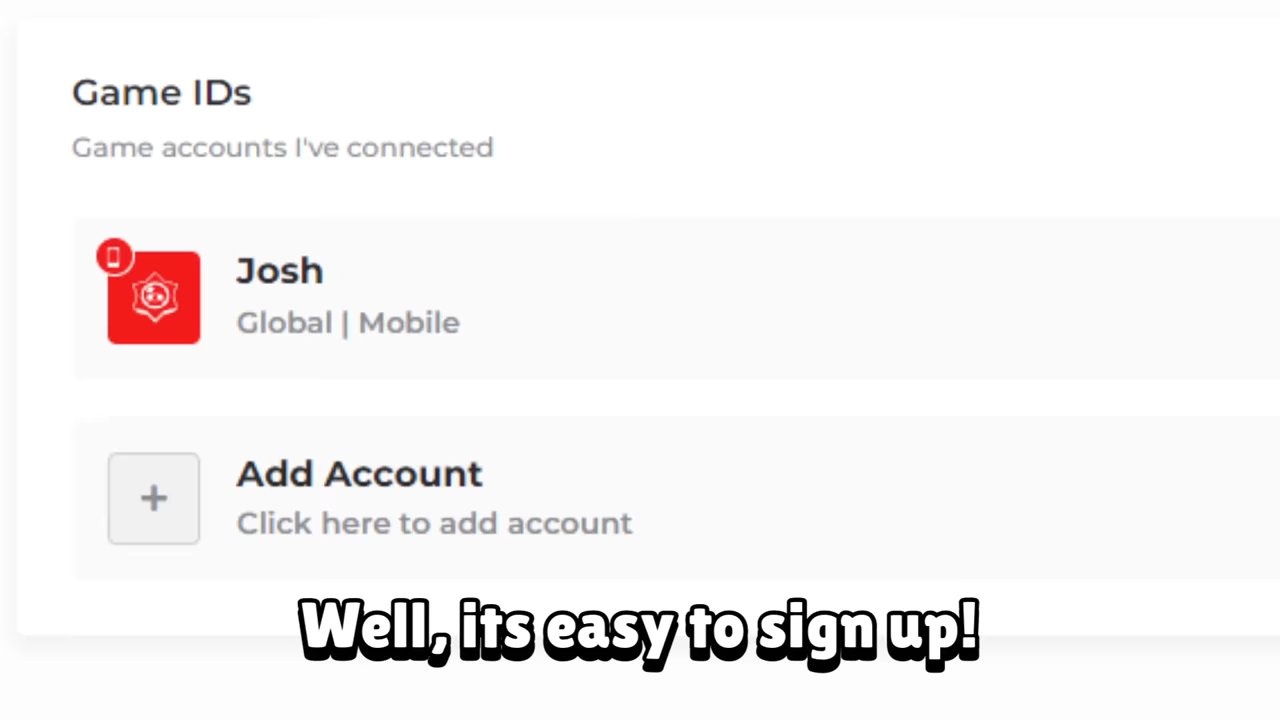 Game IDs
Game accounts I've connected
Josh
Global | Mobile
Add Account
Click here to add account
Well, its easy to sign up!